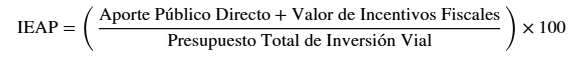 IEAP = ( Aporte Público Directo + Valor de Incentivos Fiscales
Presupuesto Total de Inversión Vial ) × 100